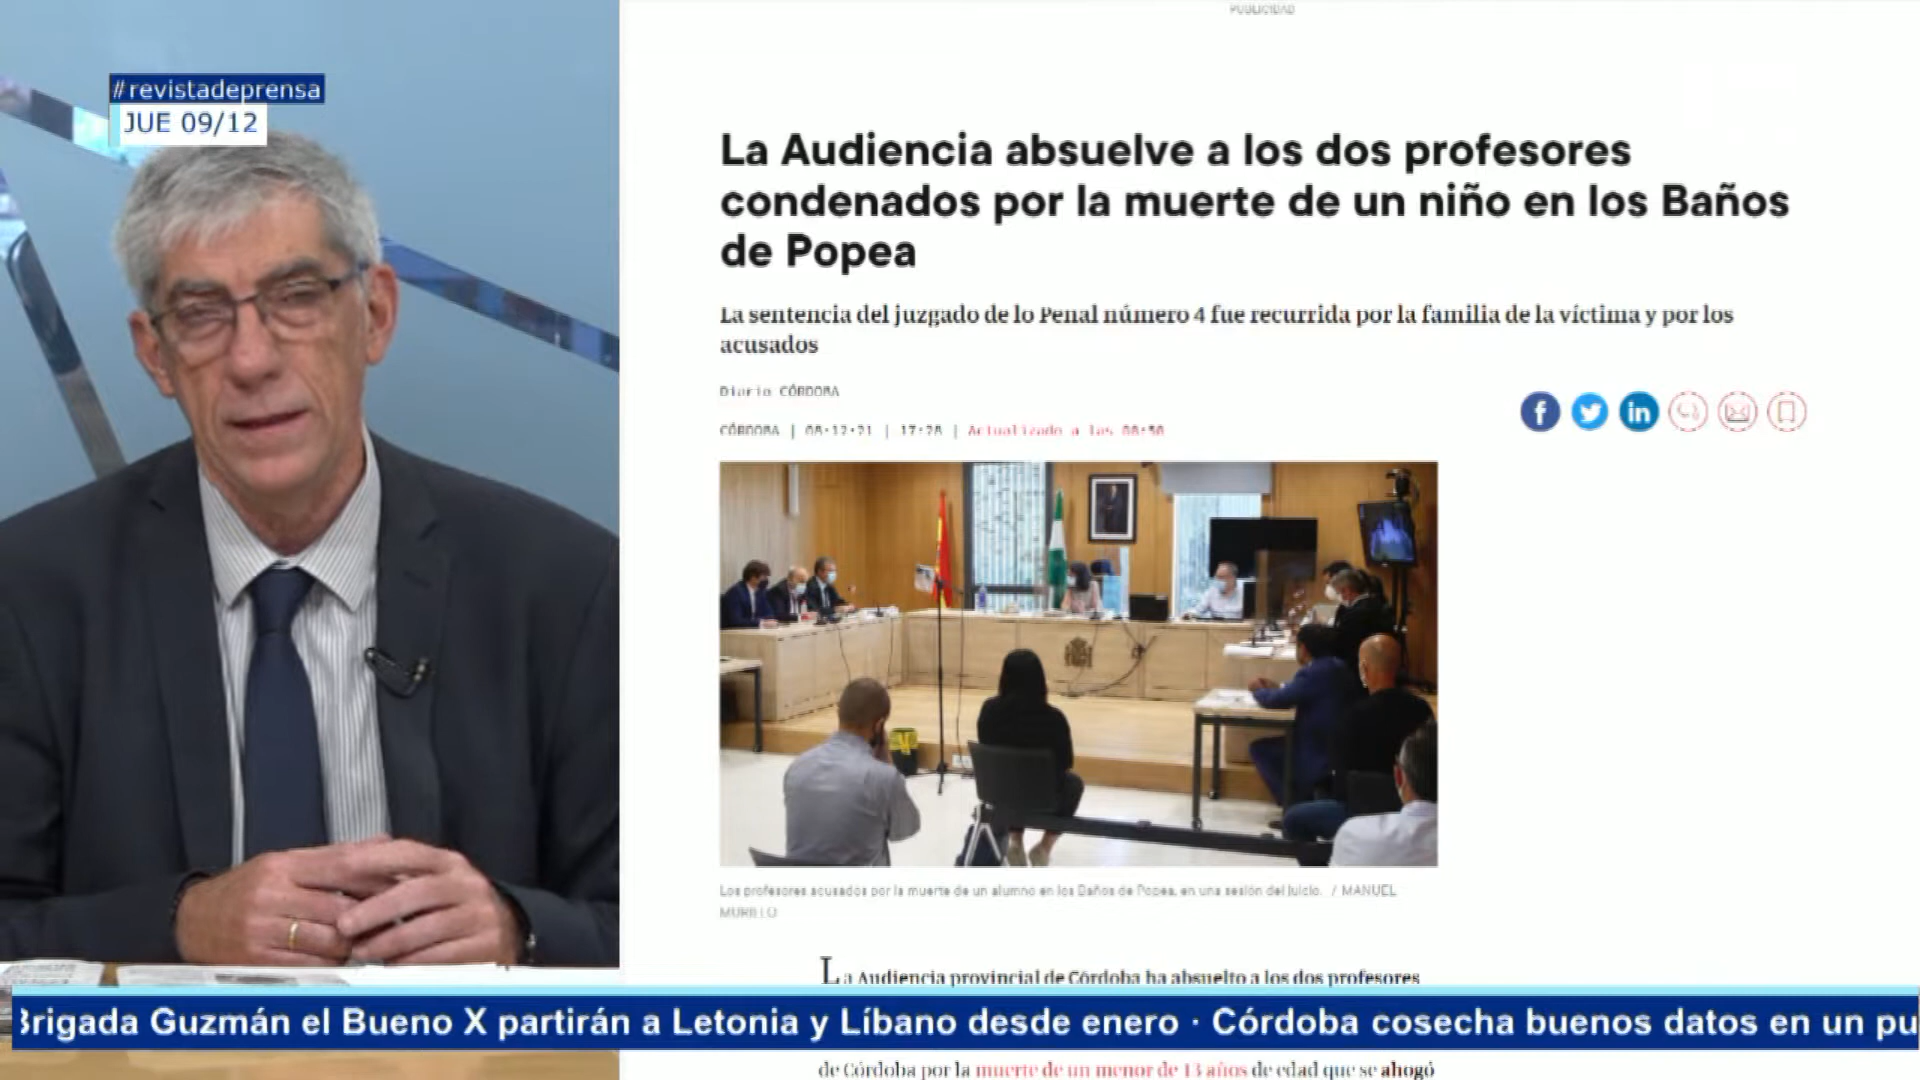 PUBLICIDAD
#revistadeprensa
JUE 09/12
La Audiencia absuelve a los dos profesores
condenados por la muerte de un niño en los Baños
de Popea
La sentencia del juzgado de lo Penal número 4 fue recurrida por la familia de la víctima y por los
acusados
Diario CÓRDOBA
CÓRDOBA | 08·12·21 | 17:28 | Actualizado a las 08:50
Los profesores acusados por la muerte de un alumno en los Baños de Popea, en una sesión del juicio. / MANUEL
MURILLO
La Audiencia provincial de Córdoba ha absuelto a los dos profesores
Brigada Guzmán el Bueno X partirán a Letonia y Líbano desde enero · Córdoba cosecha buenos datos en un pu
de Córdoba por la muerte de un menor de 13 años de edad que se ahogó